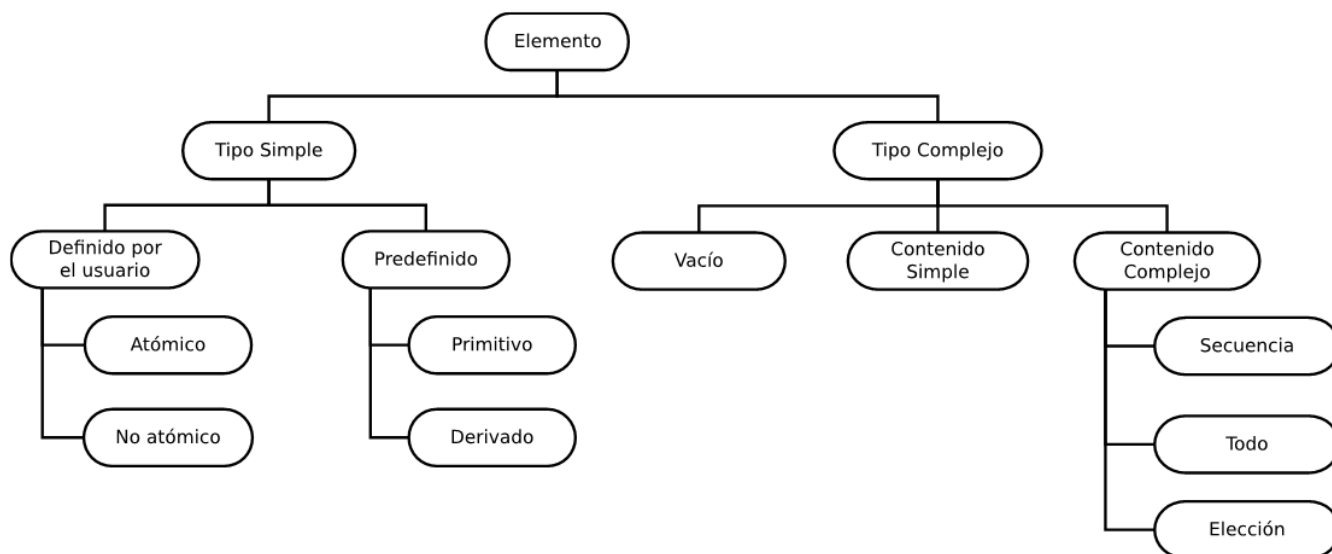 Elemento
Tipo Simple
Tipo Complejo
Definido por
el usuario
Predefinido
Vacío
Contenido
Simple
Contenido
Complejo
Atómico
Primitivo
Secuencia
No atómico
Derivado
Todo
Elección